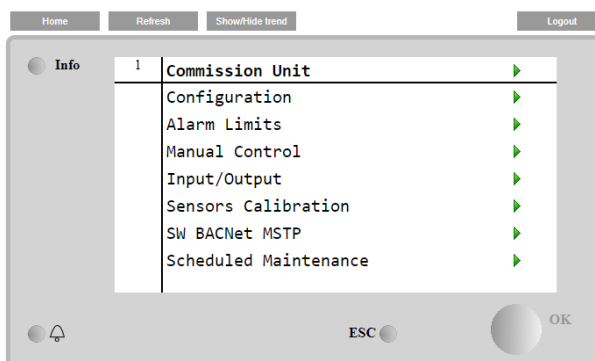 Home Refresh Show/Hide trend Logout
Info 1 Commission Unit
Configuration
Alarm Limits
Manual Control
Input/Output
Sensors Calibration
SW BACNet MSTP
Scheduled Maintenance
ESC OK